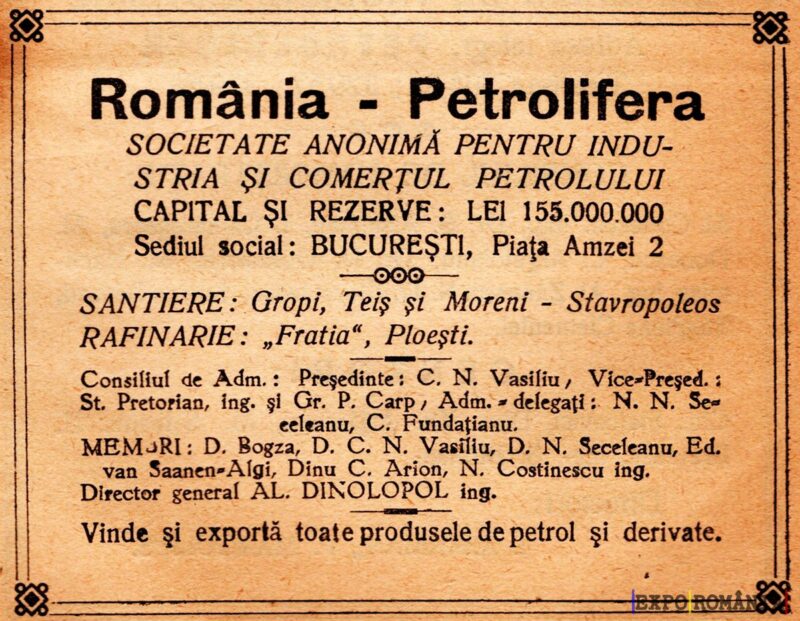 România - Petrolifera
SOCIETATE ANONIMĂ PENTRU INDU-
STRIA ŞI COMERŢUL PETROLULUI
CAPITAL ŞI REZERVE: LEI 155.000.000
Sediul social: BUCUREŞTI, Piaţa Amzei 2
SANTIERE: Gropi, Teiş şi Moreni - Stavropoleos
RAFINARIE: „Fratia“, Ploeşti.
Consiliul de Adm.: Preşedinte: C. N. Vasiliu, Vice-Preşed.:
St. Pretorian, ing. şi Gr. P. Carp, Adm.-delegaţi: N. N. Se-
celeanu, C. Fundaţianu.
MEMBRI: D. Bogza, D. C. N. Vasiliu, D. N. Seceleanu, Ed.
van Saanen-Algi, Dinu C. Arion, N. Costinescu ing.
Director general AL. DINOLOPOL ing.
Vinde şi exportă toate produsele de petrol şi derivate.
EXPO ROMÂNIA